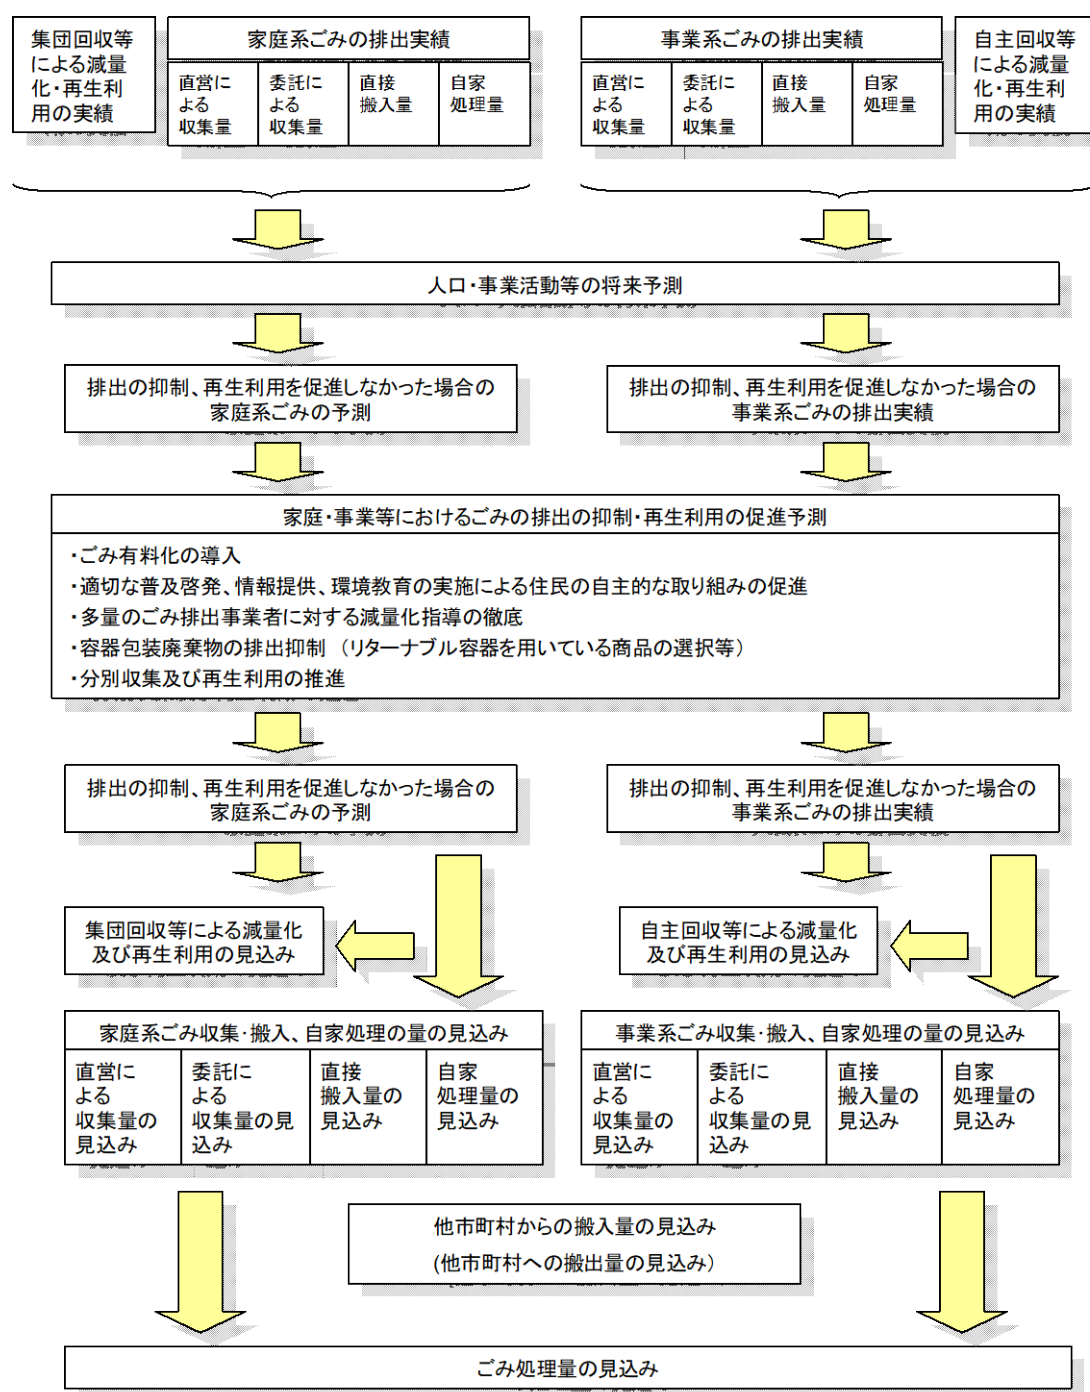 集団回収等
による減量
化・再生利
用の実績
家庭系ごみの排出実績
直営に
よる
収集量
委託に
よる
収集量
直接
搬入量
自家
処理量
事業系ごみの排出実績
直営に
よる
収集量
委託に
よる
収集量
直接
搬入量
自家
処理量
自主回収等
による減量
化・再生利
用の実績
人口・事業活動等の将来予測
排出の抑制、再生利用を促進しなかった場合の
家庭系ごみの予測
排出の抑制、再生利用を促進しなかった場合の
事業系ごみの排出実績
家庭・事業等におけるごみの排出の抑制・再生利用の促進予測
・ごみ有料化の導入
・適切な普及啓発、情報提供、環境教育の実施による住民の自主的な取り組みの促進
・多量のごみ排出事業者に対する減量化指導の徹底
・容器包装廃棄物の排出抑制 （リターナブル容器を用いている商品の選択等）
・分別収集及び再生利用の推進
排出の抑制、再生利用を促進しなかった場合の
家庭系ごみの予測
排出の抑制、再生利用を促進しなかった場合の
事業系ごみの排出実績
集団回収等による減量化
及び再生利用の見込み
自主回収等による減量化
及び再生利用の見込み
家庭系ごみ収集・搬入、自家処理の量の見込み
直営に
よる
収集量の
見込み
委託に
よる
収集量の見
込み
直接
搬入量の
見込み
自家
処理量の
見込み
事業系ごみ収集・搬入、自家処理の量の見込み
直営に
よる
収集量の
見込み
委託に
よる
収集量の見
込み
直接
搬入量の
見込み
自家
処理量の
見込み
他市町村からの搬入量の見込み
(他市町村への搬出量の見込み）
ごみ処理量の見込み